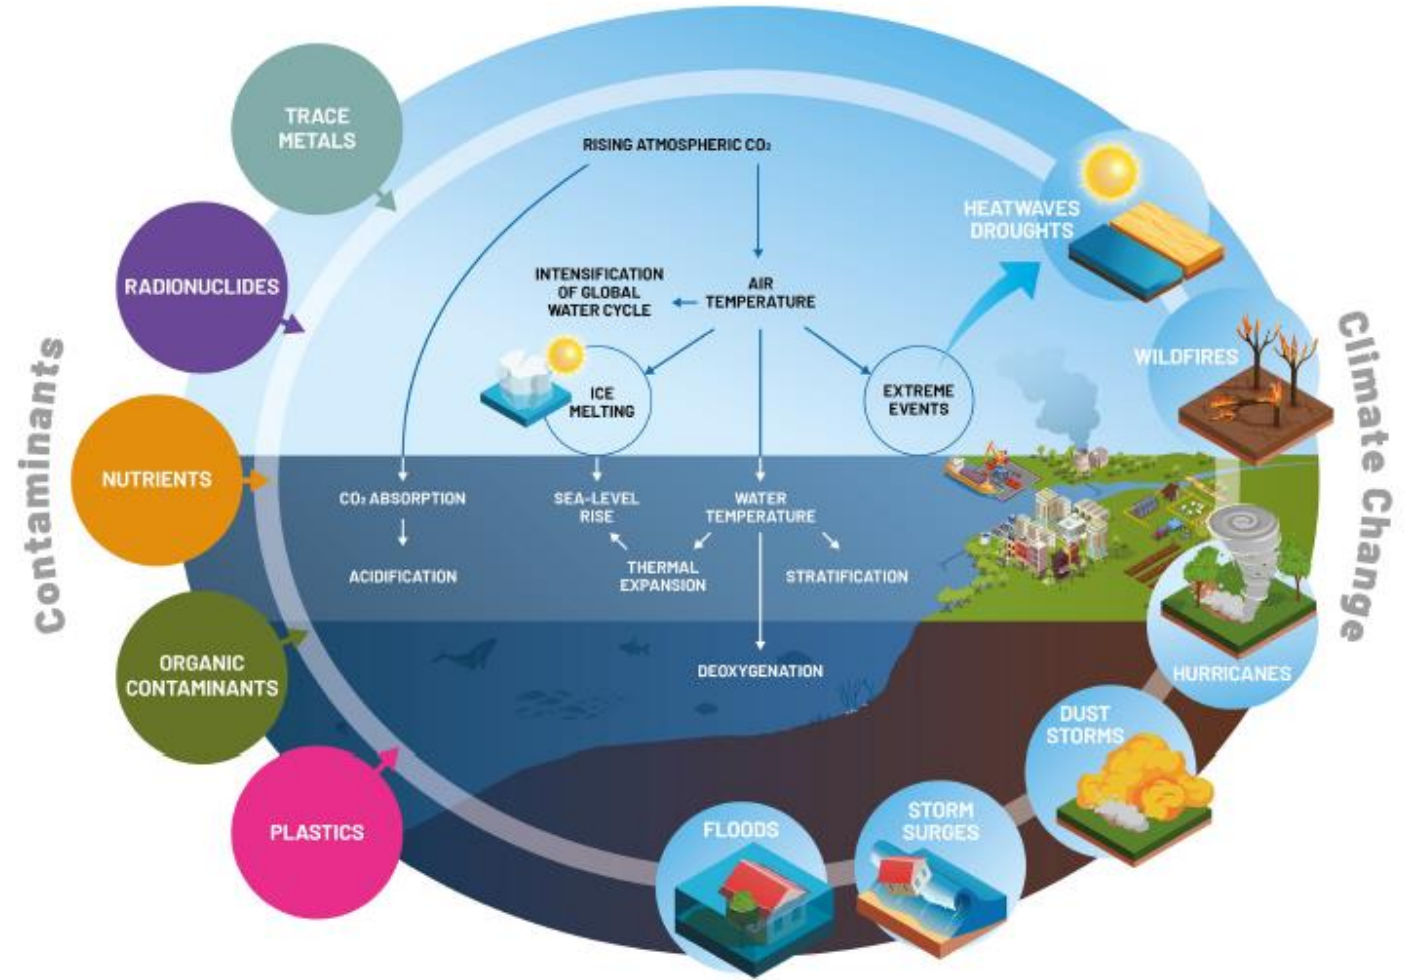 Contaminants
TRACE
METALS
RADIONUCLIDES
NUTRIENTS
ORGANIC
CONTAMINANTS
PLASTICS
RISING ATMOSPHERIC CO₂
INTENSIFICATION
OF GLOBAL
WATER CYCLE
AIR
TEMPERATURE
ICE
MELTING
EXTREME
EVENTS
CO₂ ABSORPTION
SEA-LEVEL
RISE
WATER
TEMPERATURE
ACIDIFICATION
THERMAL
EXPANSION
STRATIFICATION
DEOXYGENATION
HEATWAVES
DROUGHTS
WILDFIRES
HURRICANES
DUST
STORMS
STORM
SURGES
FLOODS
Climate Change